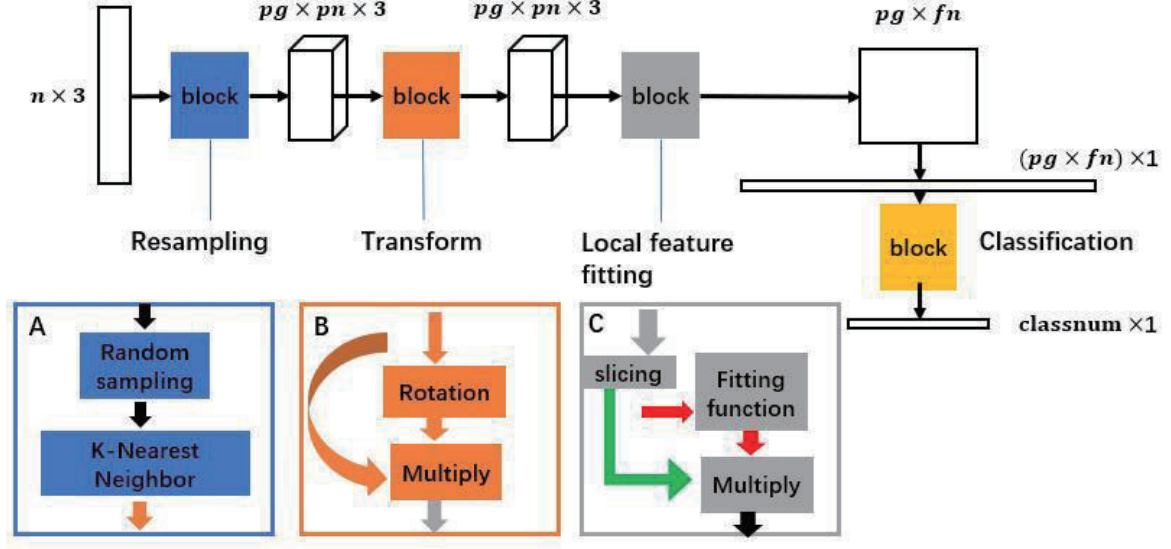 pg × pn × 3
pg × pn × 3
pg × fn
n × 3
block
block
block
(pg × fn) ×1
Resampling
Transform
Local feature
fitting
block
Classification
classnum ×1
A
Random
sampling
K-Nearest
Neighbor
B
Rotation
Multiply
C
slicing
Fitting
function
Multiply